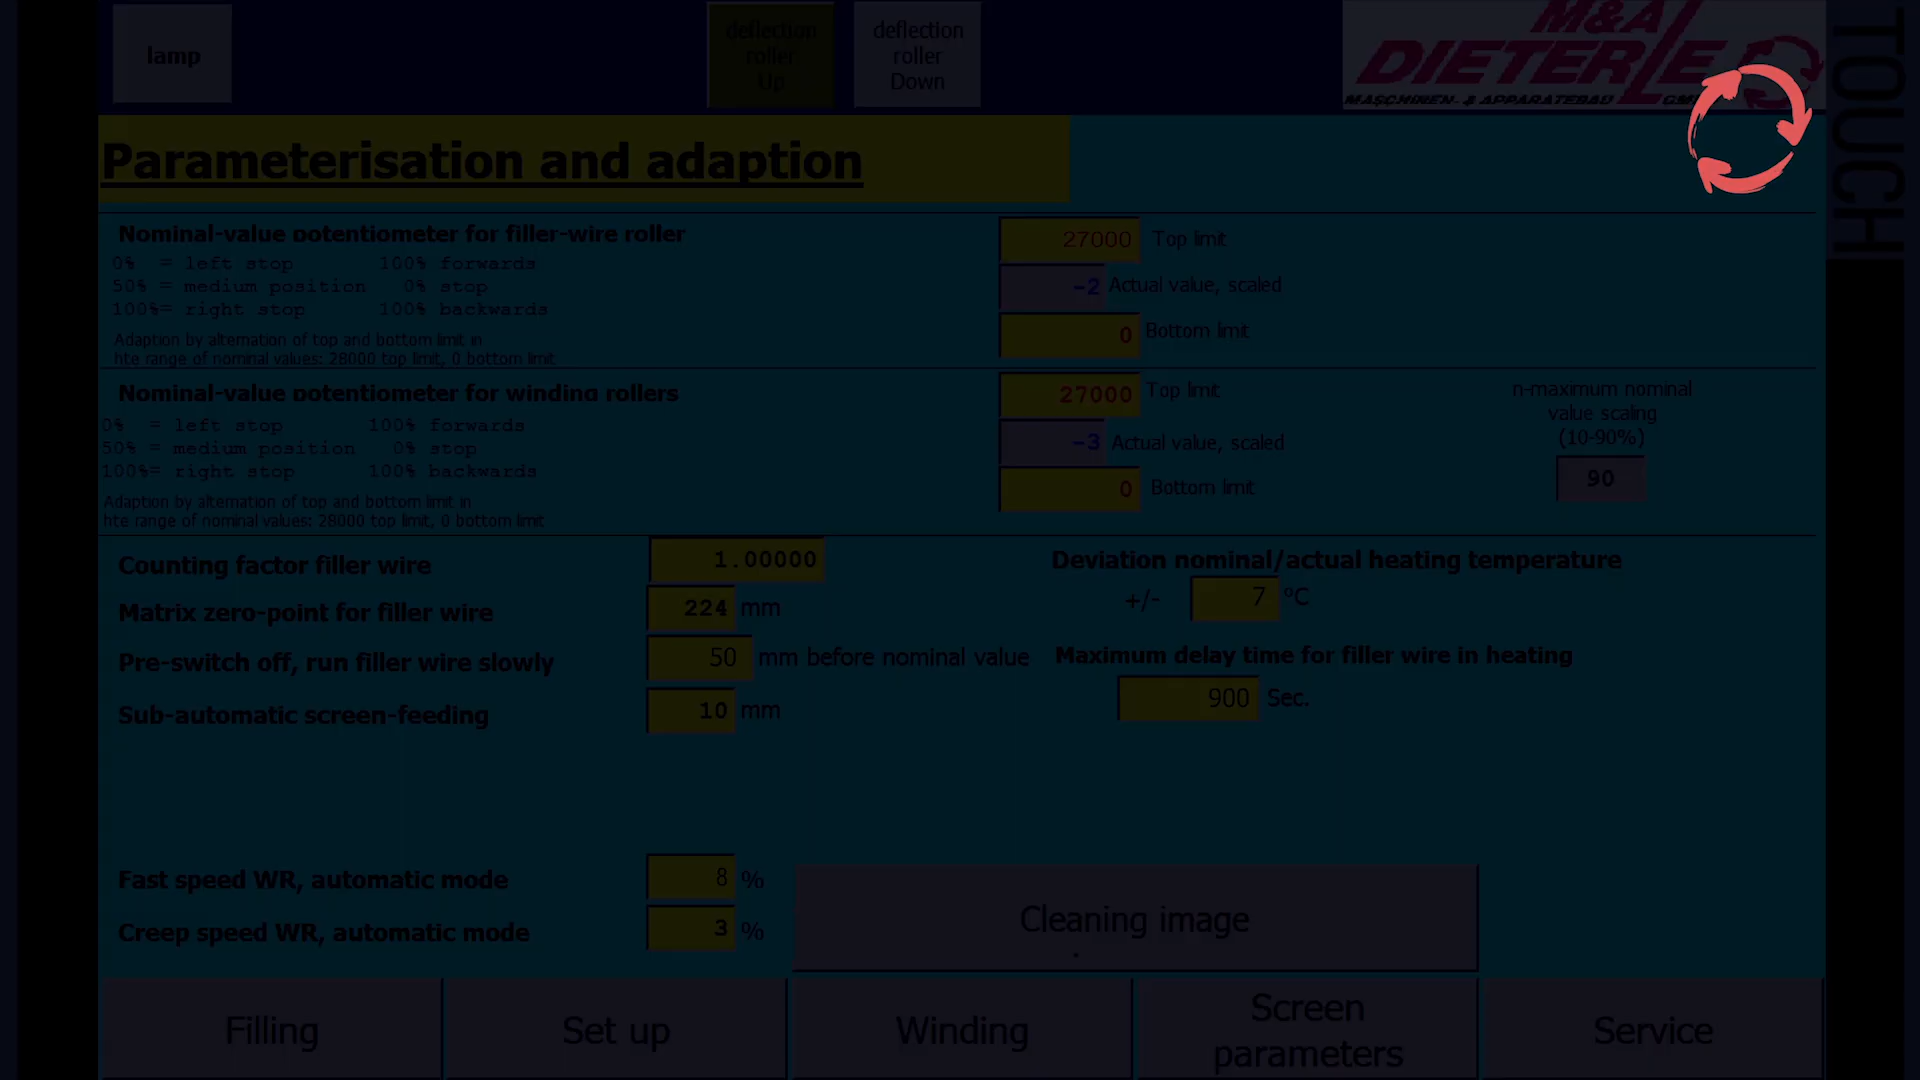 lamp
deflection
roller
Up
deflection
roller
Down
M&A
DIETERLE
MASCHINEN- & APPARATEBAU GM
TOUCH
Parameterisation and adaption
Nominal-value potentiometer for filler-wire roller
0% = left stop 100% forwards
50% = medium position 0% stop
100%= right stop 100% backwards
Adaption by alternation of top and bottom limit in
hte range of nominal values: 28000 top limit, 0 bottom limit
27000 Top limit
-2 Actual value, scaled
0 Bottom limit
Nominal-value potentiometer for winding rollers
0% = left stop 100% forwards
50% = medium position 0% stop
100%= right stop 100% backwards
Adaption by alternation of top and bottom limit in
hte range of nominal values: 28000 top limit, 0 bottom limit
27000 Top limit
-3 Actual value, scaled
0 Bottom limit
n-maximum nominal
value scaling
(10-90%)
90
Counting factor filler wire 1.00000
Matrix zero-point for filler wire 224 mm
Pre-switch off, run filler wire slowly 50 mm before nominal value
Sub-automatic screen-feeding 10 mm
Deviation nominal/actual heating temperature
+/- 7 °C
Maximum delay time for filler wire in heating
900 Sec.
Fast speed WR, automatic mode 8 %
Creep speed WR, automatic mode 3 %
Cleaning image
Filling
Set up
Winding
Screen
parameters
Service